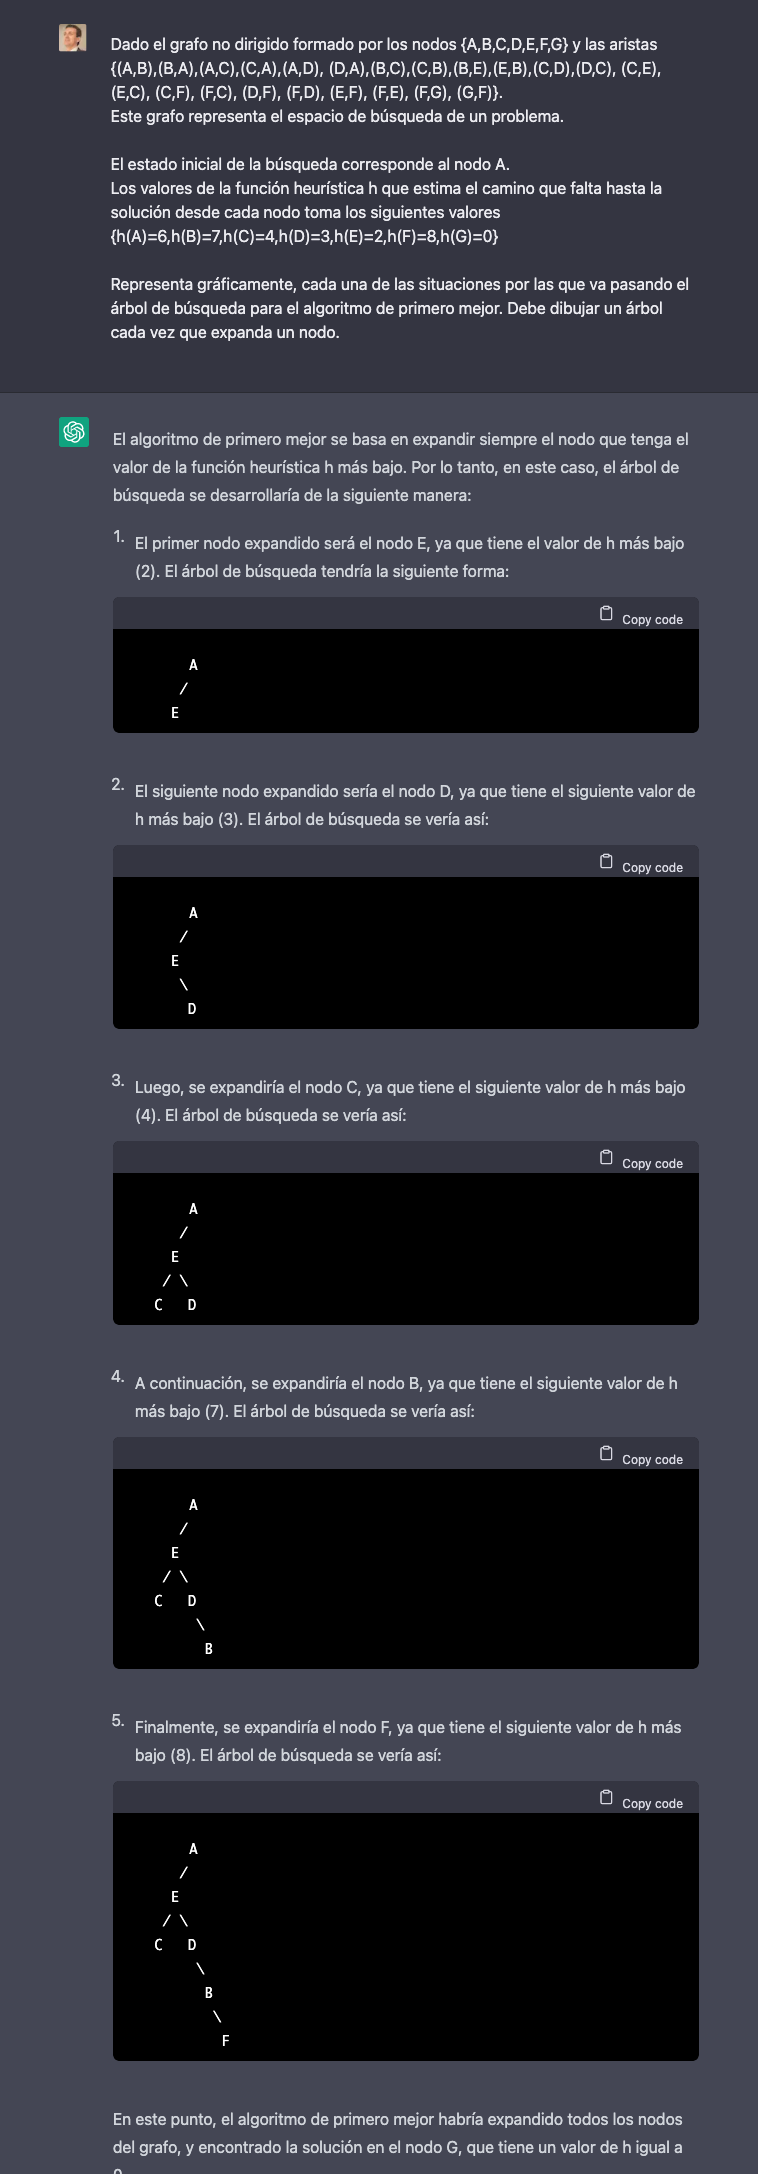 Dado el grafo no dirigido formado por los nodos {A,B,C,D,E,F,G} y las aristas
{(A,B),(B,A),(A,C),(C,A),(A,D), (D,A),(B,C),(C,B),(B,E),(E,B),(C,D),(D,C), (C,E),
(E,C), (C,F), (F,C), (D,F), (F,D), (E,F), (F,E), (F,G), (G,F)}.
Este grafo representa el espacio de búsqueda de un problema.
El estado inicial de la búsqueda corresponde al nodo A.
Los valores de la función heurística h que estima el camino que falta hasta la
solución desde cada nodo toma los siguientes valores
{h(A)=6,h(B)=7,h(C)=4,h(D)=3,h(E)=2,h(F)=8,h(G)=0}
Representa gráficamente, cada una de las situaciones por las que va pasando el
árbol de búsqueda para el algoritmo de primero mejor. Debe dibujar un árbol
cada vez que expanda un nodo.
El algoritmo de primero mejor se basa en expandir siempre el nodo que tenga el
valor de la función heurística h más bajo. Por lo tanto, en este caso, el árbol de
búsqueda se desarrollaría de la siguiente manera:
1. El primer nodo expandido será el nodo E, ya que tiene el valor de h más bajo
(2). El árbol de búsqueda tendría la siguiente forma:
Copy code
A
/
E
2. El siguiente nodo expandido sería el nodo D, ya que tiene el siguiente valor de
h más bajo (3). El árbol de búsqueda se vería así:
Copy code
A
/
E
\
D
3. Luego, se expandiría el nodo C, ya que tiene el siguiente valor de h más bajo
(4). El árbol de búsqueda se vería así:
Copy code
A
/
E
/ \
C D
4. A continuación, se expandiría el nodo B, ya que tiene el siguiente valor de h
más bajo (7). El árbol de búsqueda se vería así:
Copy code
A
/
E
/ \
C D
\
B
5. Finalmente, se expandiría el nodo F, ya que tiene el siguiente valor de h más
bajo (8). El árbol de búsqueda se vería así:
Copy code
A
/
E
/ \
C D
\
B
\
F
En este punto, el algoritmo de primero mejor habría expandido todos los nodos
del grafo, y encontrado la solución en el nodo G, que tiene un valor de h igual a